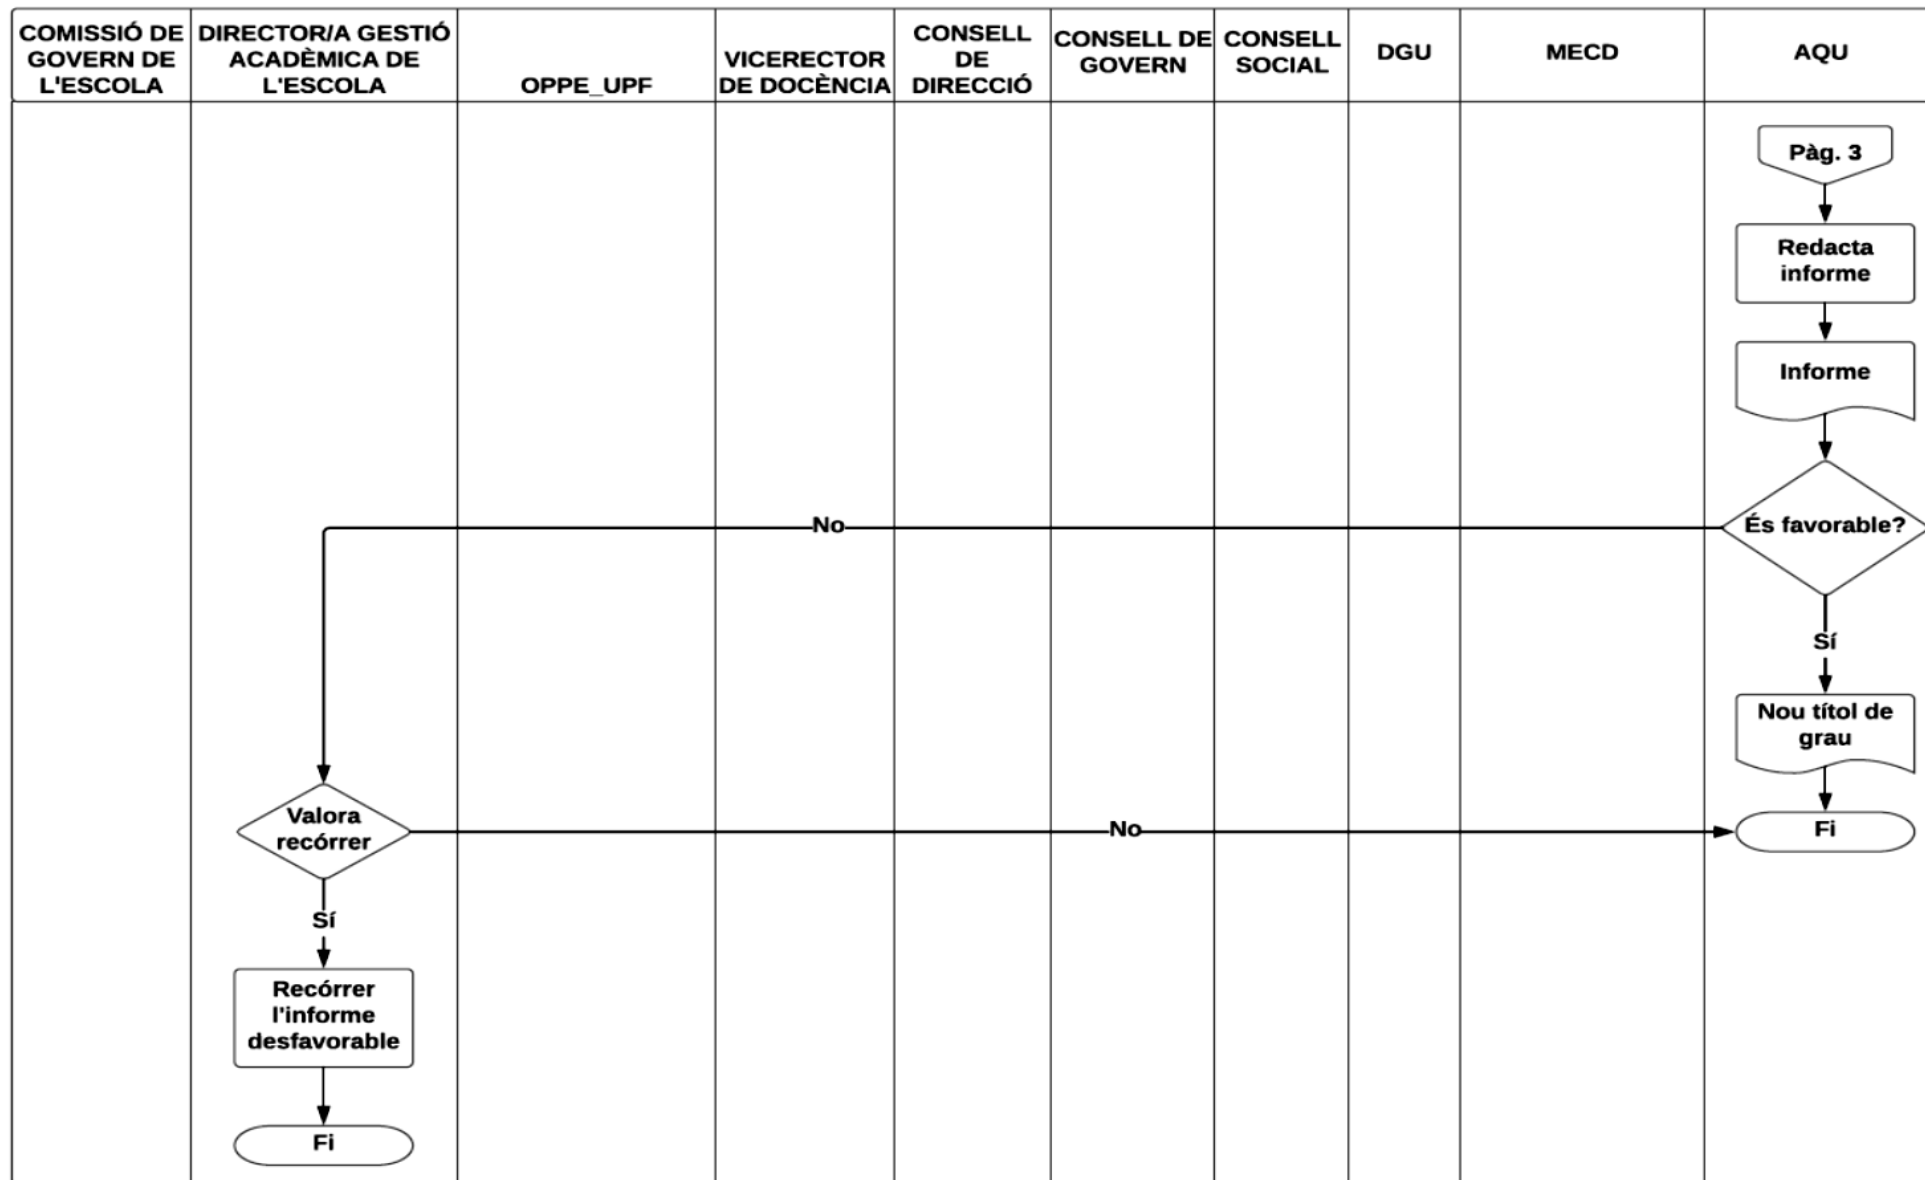 COMISSIÓ DE
GOVERN DE
L'ESCOLA
DIRECTOR/A GESTIÓ
ACADÈMICA DE
L'ESCOLA
OPPE_UPF
VICERECTOR
DE DOCÈNCIA
CONSELL
DE
DIRECCIÓ
CONSELL DE
GOVERN
CONSELL
SOCIAL
DGU
MECD
AQU
Pàg. 3
Redacta
informe
Informe
És favorable?
No
Sí
Nou títol de
grau
Valora
recórrer
No
Fi
Sí
Recórrer
l'informe
desfavorable
Fi